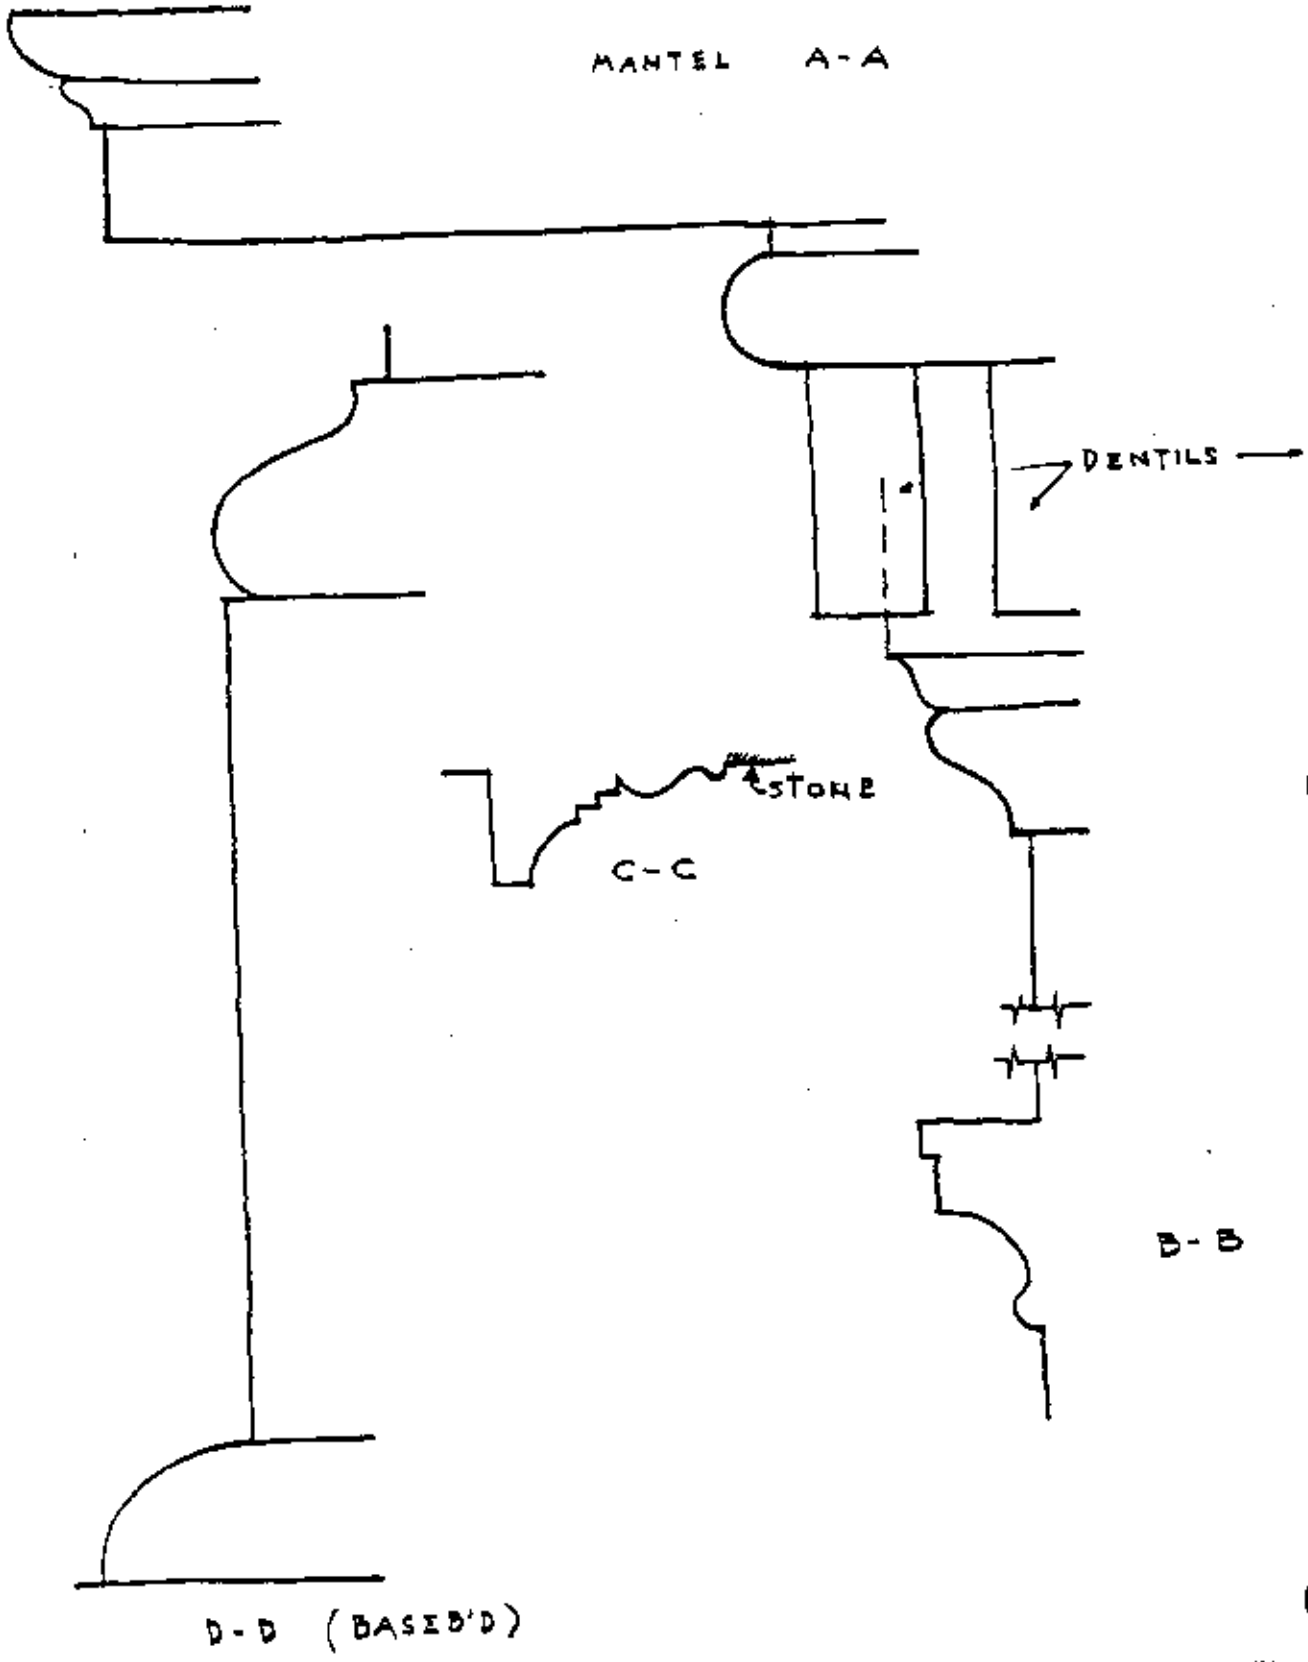 MANTEL A-A
DENTILS
STONE
C-C
B-B
D-D (BASEB'D)